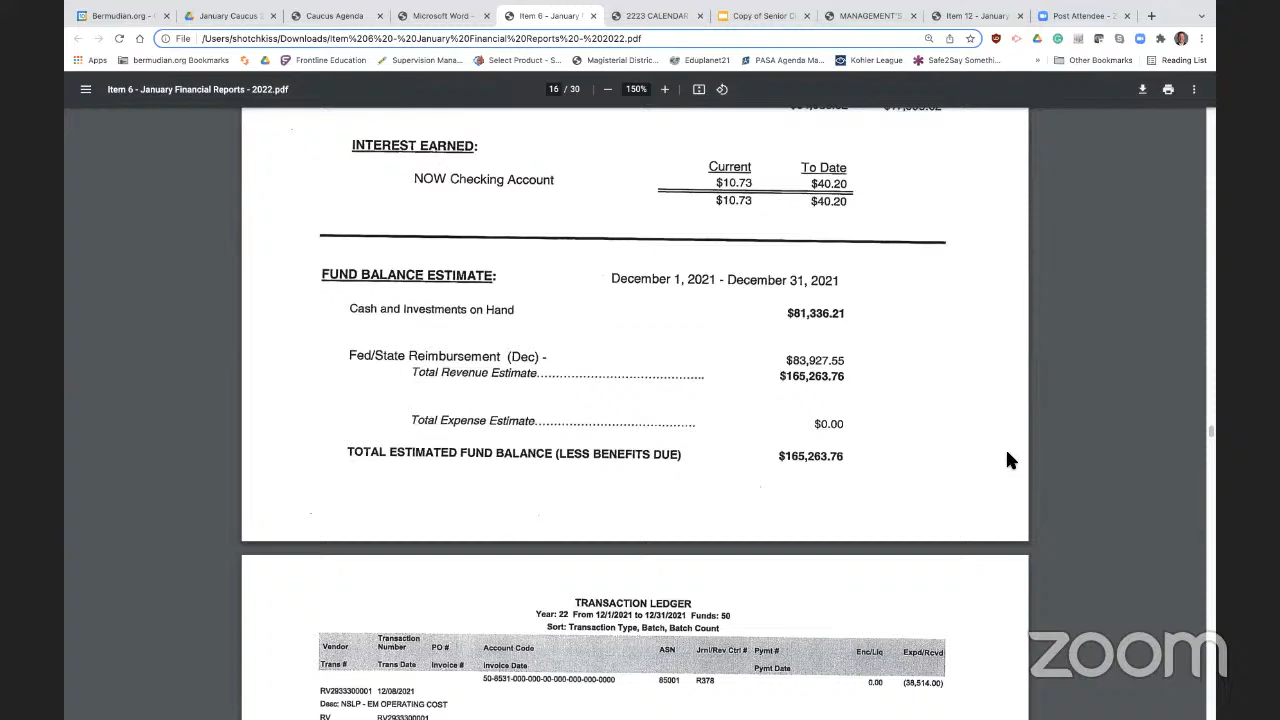 Bermudian.org -
January Caucus
Caucus Agenda
Microsoft Word –
Item 6 - January
2223 CALENDAR
Copy of Senior D
MANAGEMENT'S
Item 12 - January
Post Attendee - Z
File /Users/shotchkiss/Downloads/Item%206%20-%20January%20Financial%20Reports%20-%202022.pdf
Apps
bermudian.org Bookmarks
Frontline Education
Supervision Mana...
Select Product - S...
Magisterial Distric...
Eduplanet21
PASA Agenda Ma...
Kohler League
Safe2Say Somethi...
»
Other Bookmarks
Reading List
Item 6 - January Financial Reports - 2022.pdf
16 / 30
150%
INTEREST EARNED:
Current To Date
NOW Checking Account $10.73 $40.20
$10.73 $40.20
FUND BALANCE ESTIMATE: December 1, 2021 - December 31, 2021
Cash and Investments on Hand $81,336.21
Fed/State Reimbursement (Dec) - $83,927.55
Total Revenue Estimate............................................ $165,263.76
Total Expense Estimate.......................................... $0.00
TOTAL ESTIMATED FUND BALANCE (LESS BENEFITS DUE) $165,263.76
TRANSACTION LEDGER
Year: 22 From 12/1/2021 to 12/31/2021 Funds: 50
Sort: Transaction Type, Batch, Batch Count
Vendor Transaction Number PO # Account Code ASN Jrnl/Rev Ctrl # Pymt # Enc/Liq Expd/Rcvd
Trans # Trans Date Invoice # Invoice Date Pymt Date
50-6531-000-000-00-000-000-000-0000 65001 R378 0.00 (38,514.00)
RV2933300001 12/08/2021
Desc: NSLP - EM OPERATING COST
RV RV2933300001
zoom